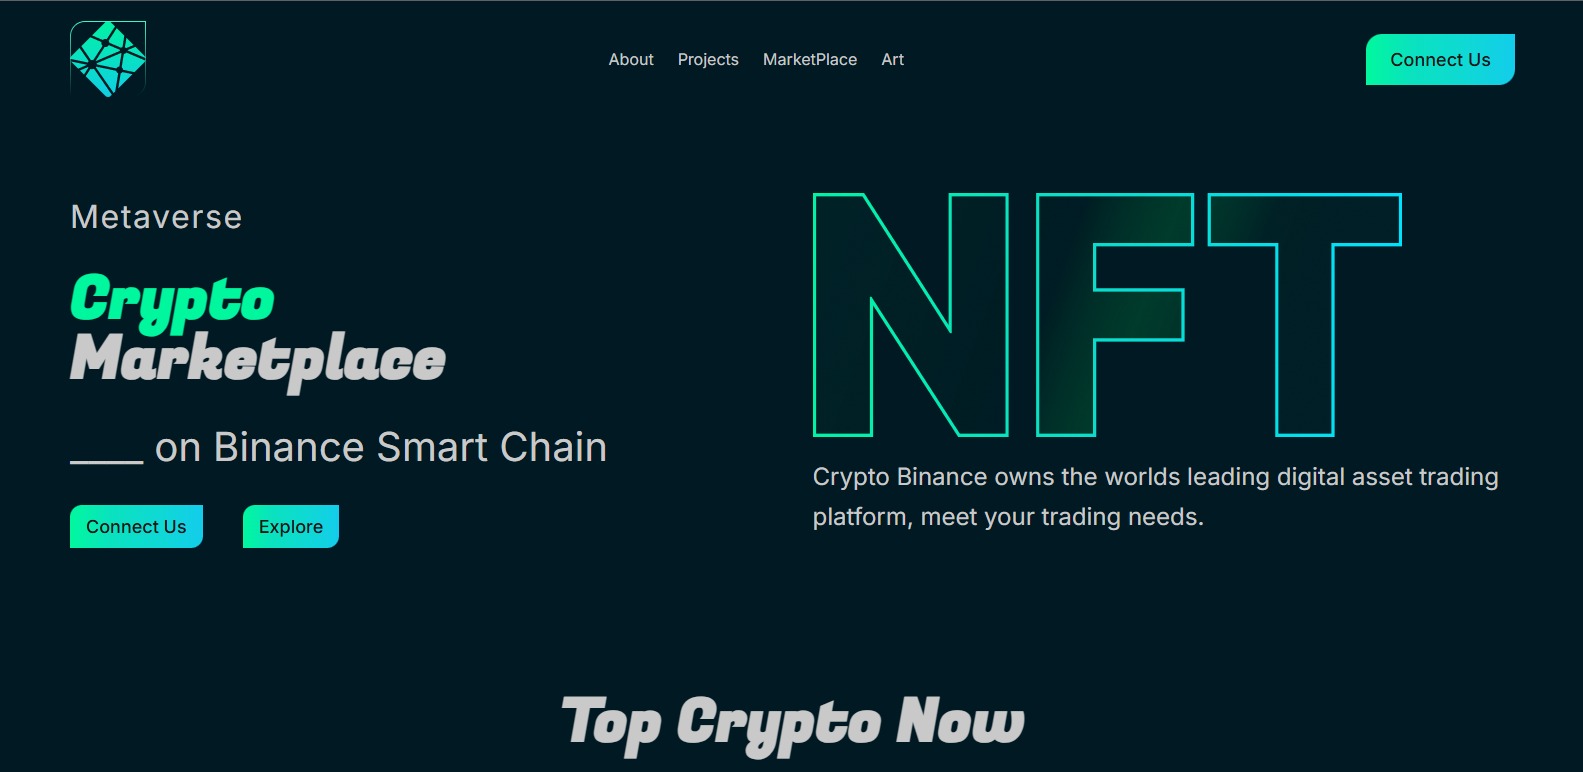 About Projects MarketPlace Art
Connect Us
Metaverse
Crypto
Marketplace
____ on Binance Smart Chain
Connect Us Explore
NFT
Crypto Binance owns the worlds leading digital asset trading
platform, meet your trading needs.
Top Crypto Now